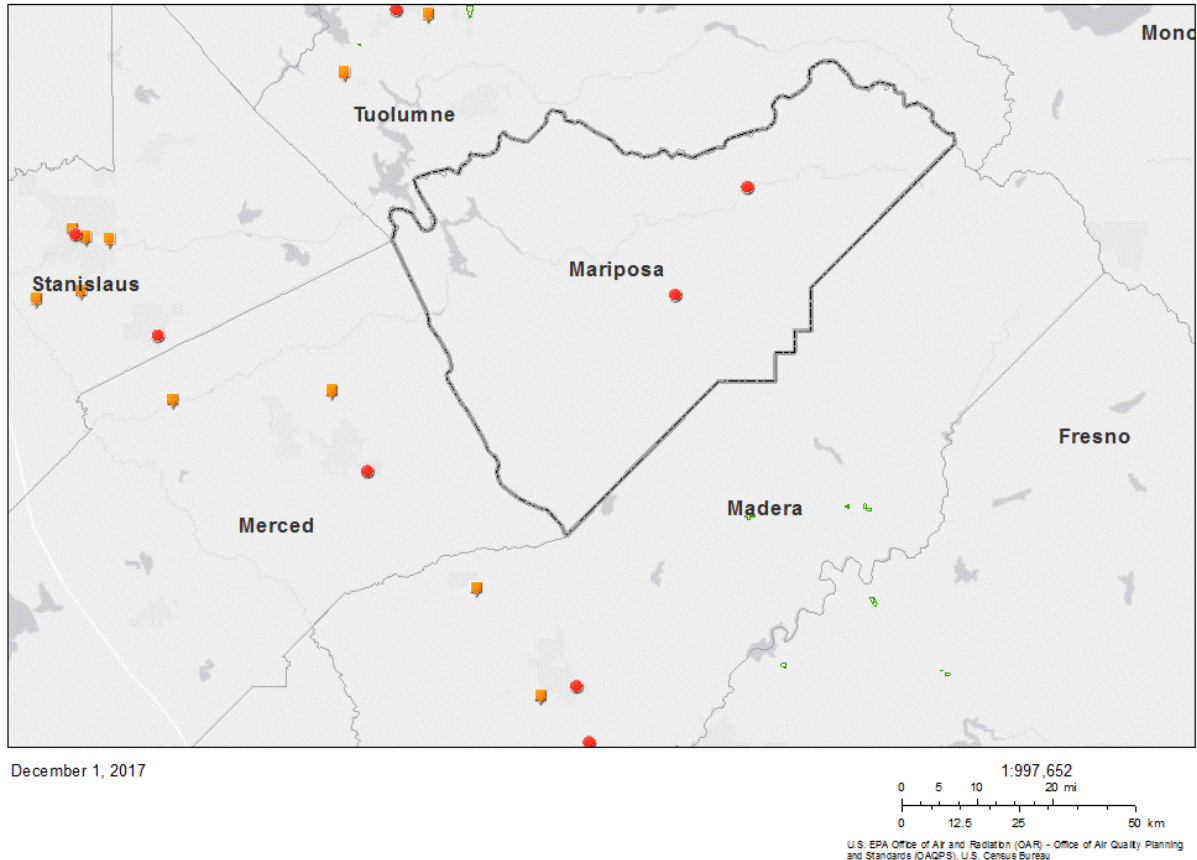 Mono
Tuolumne
Mariposa
Stanislaus
Fresno
Madera
Merced
December 1, 2017
1:997,652
0 5 10 20 mi
0 12.5 25 50 km
U.S. EPA Office of Air and Radiation (OAR) - Office of Air Quality Planning
and Standards (OAQPS), U.S. Census Bureau